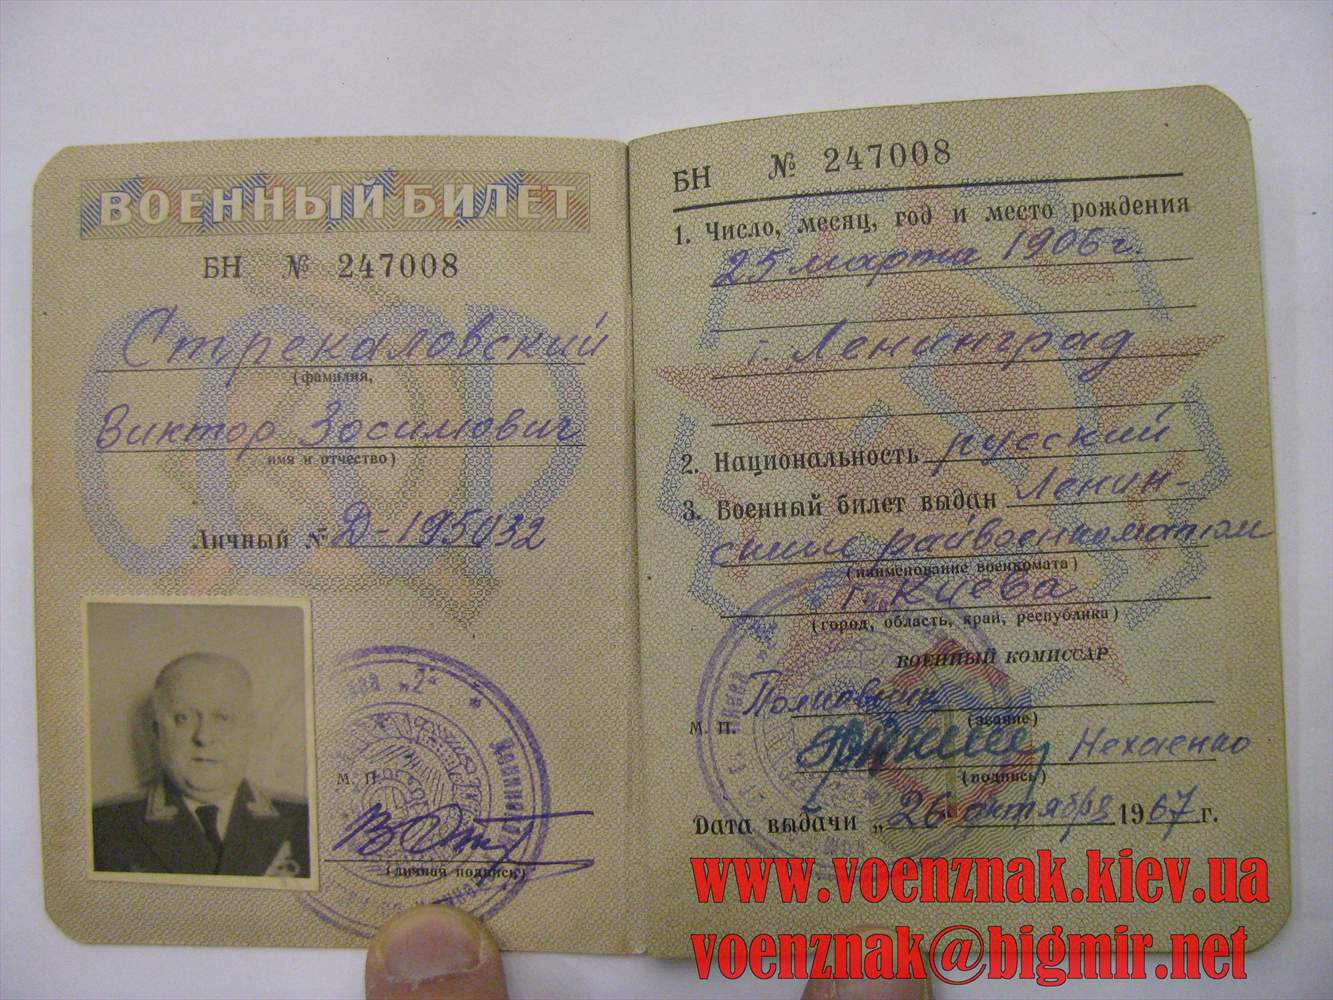 ВОЕННЫЙ БИЛЕТ
БН № 247008
Стрекаловский
(фамилия,
Виктор Зосимович
имя и отчество)
Личный № Д-195032
М. П.
(личная подпись)
БН № 247008
1. Число, месяц, год и место рождения
25 марта 1906 г.
г. Ленинград
2. Национальность русский
3. Военный билет выдан Ленин-
ским райвоенкоматом
(наименование военкомата)
г. Киева
(город, область, край, республика)
ВОЕННЫЙ КОМИССАР
Полковник
(звание)
М. П.
Нехаенко
(подпись)
Дата выдачи „26 октября 1967 г.
www.voenznak.kiev.ua
voenznak@bigmir.net